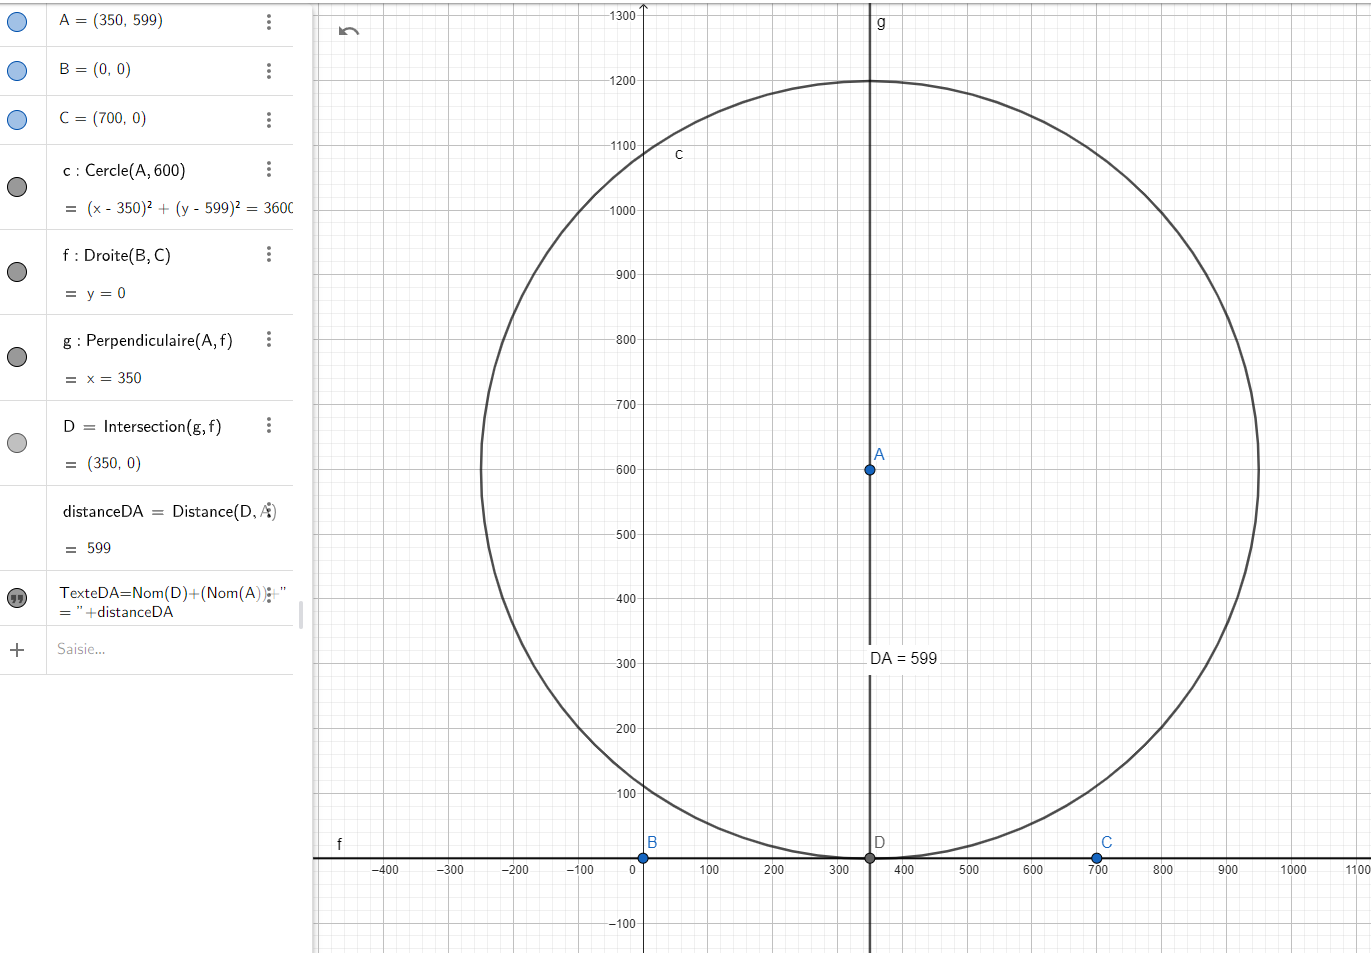 A = (350, 599)
B = (0, 0)
C = (700, 0)
c : Cercle(A, 600)
= (x - 350)² + (y - 599)² = 3600
f : Droite(B, C)
= y = 0
g : Perpendiculaire(A, f)
= x = 350
D = Intersection(g, f)
= (350, 0)
distanceDA = Distance(D, A)
= 599
TexteDA=Nom(D)+(Nom(A))+"
= "+distanceDA
Saisie...
g
1300
1200
1100
c
1000
900
800
700
A
600
500
400
DA = 599
300
200
100
f
B
D
C
−400
−300
−200
−100
0
100
200
300
400
500
600
700
800
900
1000
1100
−100